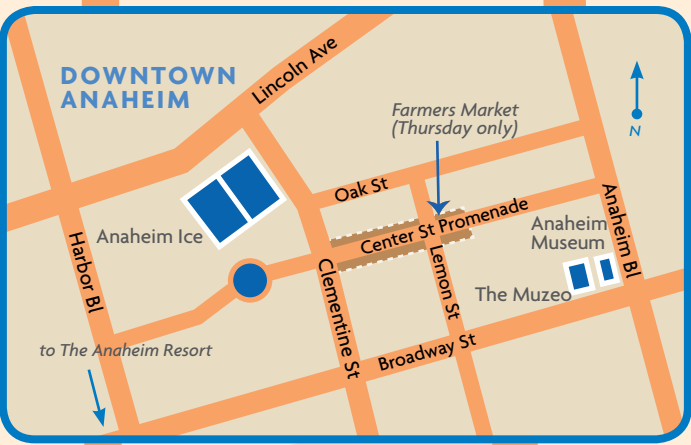 DOWNTOWN
ANAHEIM
Lincoln Ave
Farmers Market
(Thursday only)
N
Oak St
Center St Promenade
Anaheim Ice
Harbor Bl
Clementine St
Lemon St
Anaheim
Museum
Anaheim Bl
The Muzeo
to The Anaheim Resort
Broadway St